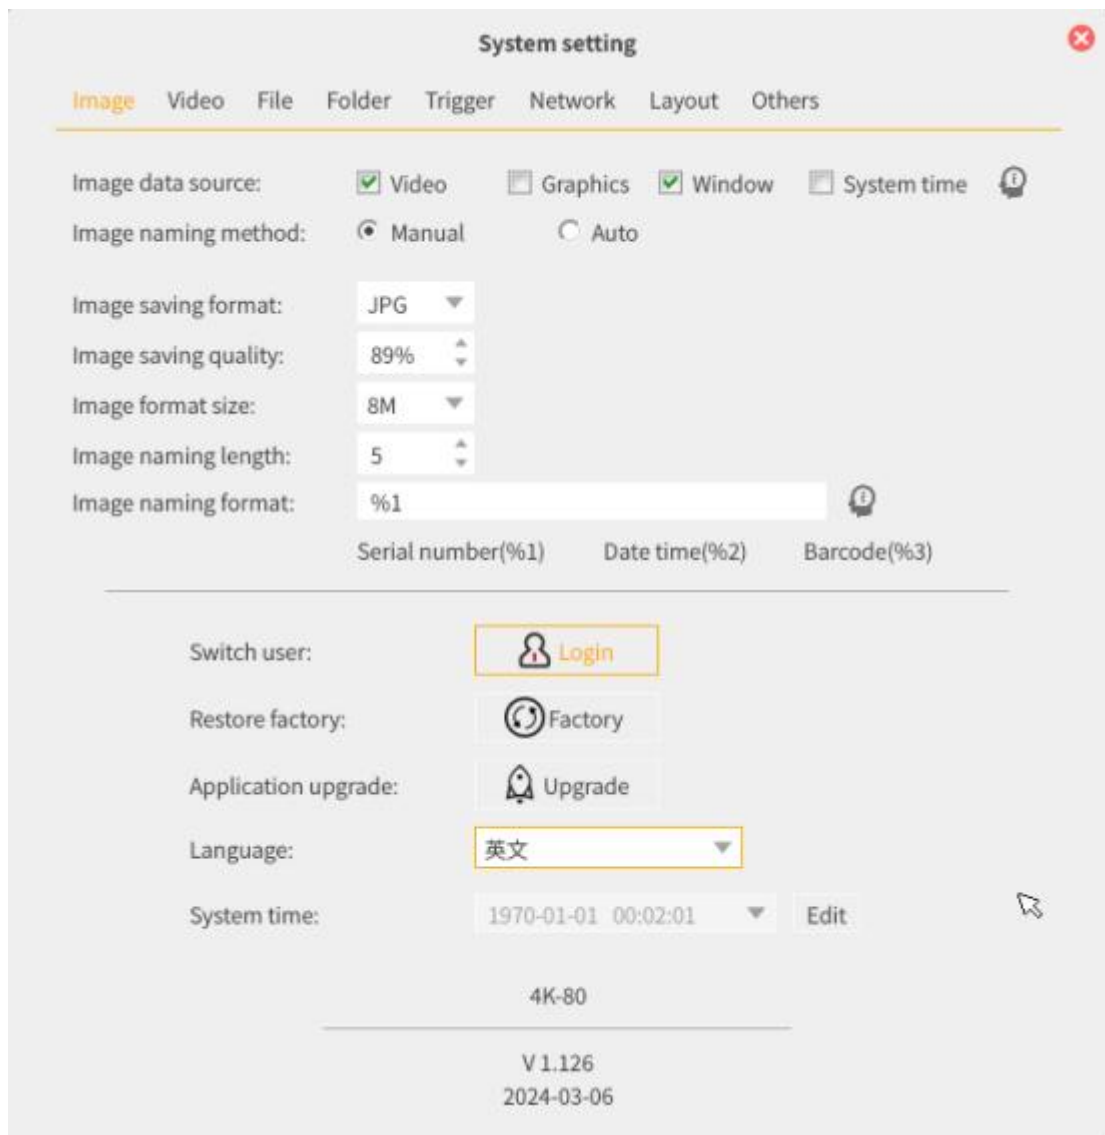 System setting
Image Video File Folder Trigger Network Layout Others
Image data source: Video Graphics Window System time
Image naming method: Manual Auto
Image saving format: JPG
Image saving quality: 89%
Image format size: 8M
Image naming length: 5
Image naming format: %1
Serial number(%1) Date time(%2) Barcode(%3)
Switch user: Login
Restore factory: Factory
Application upgrade: Upgrade
Language: 英文
System time: 1970-01-01 00:02:01 Edit
4K-80
V 1.126
2024-03-06